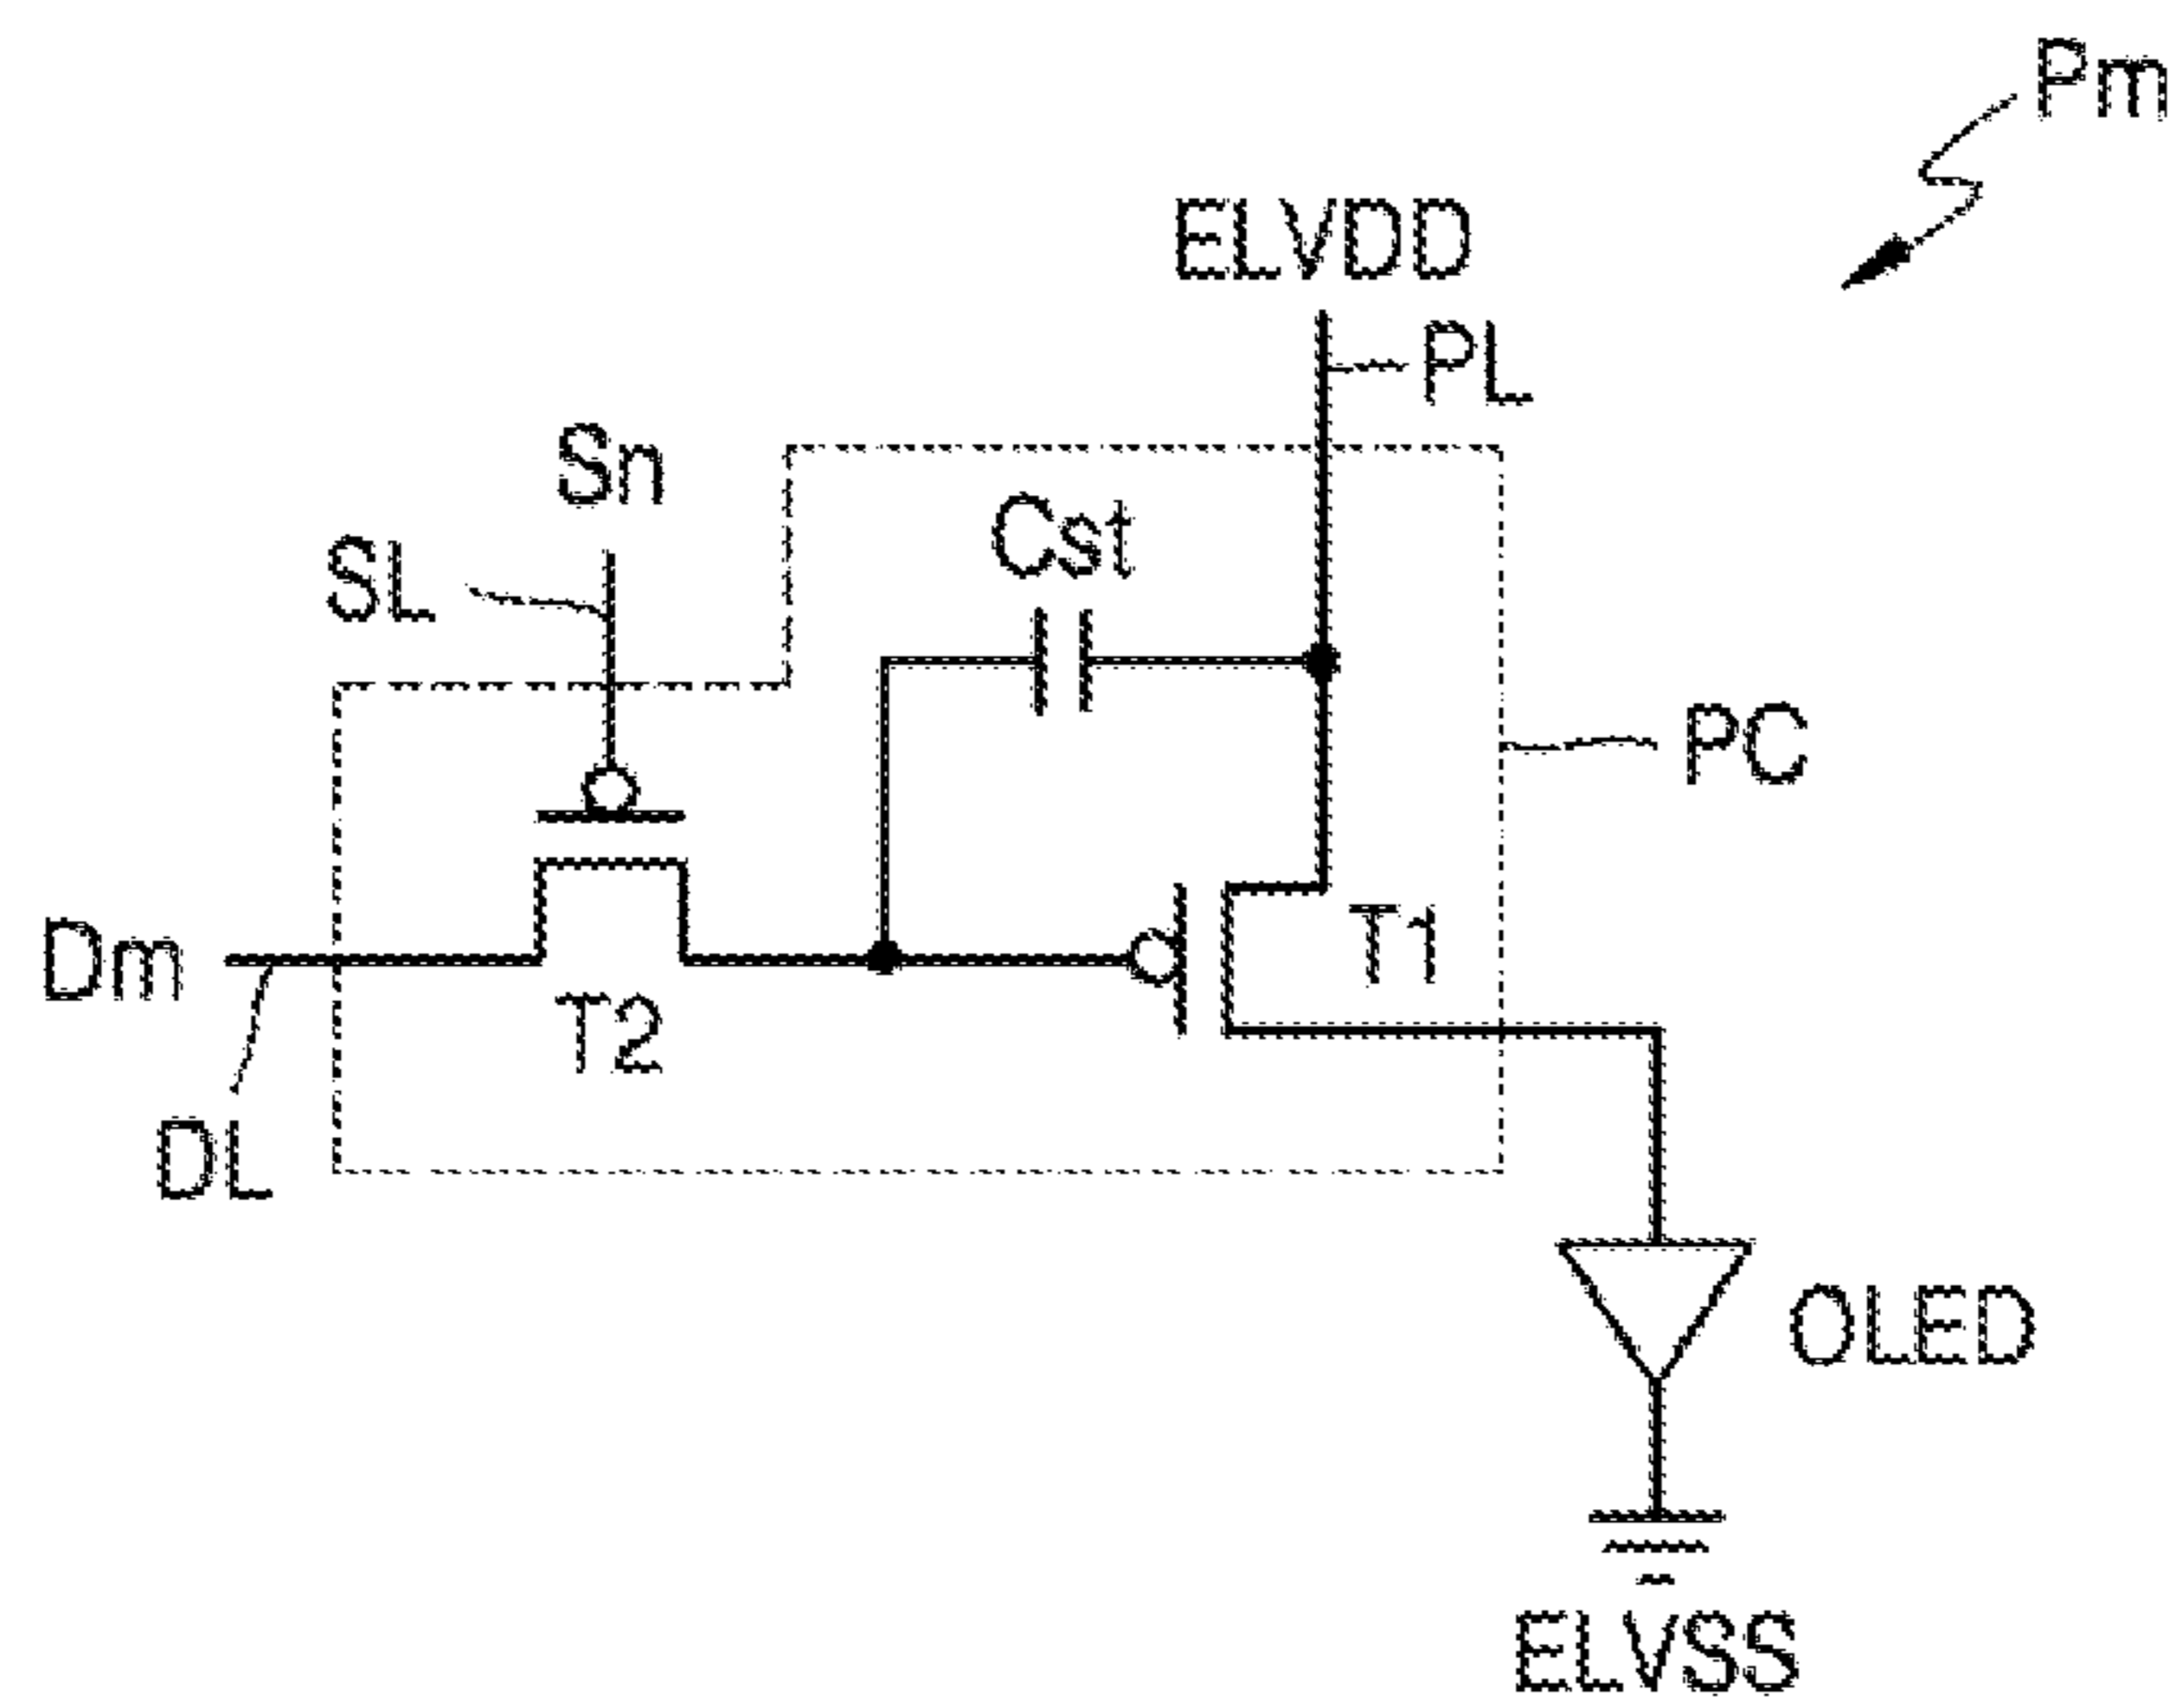 Pm
ELVDD
PL
Sn
Cst
SL
PC
Dm
T1
T2
DL
OLED
ELVSS